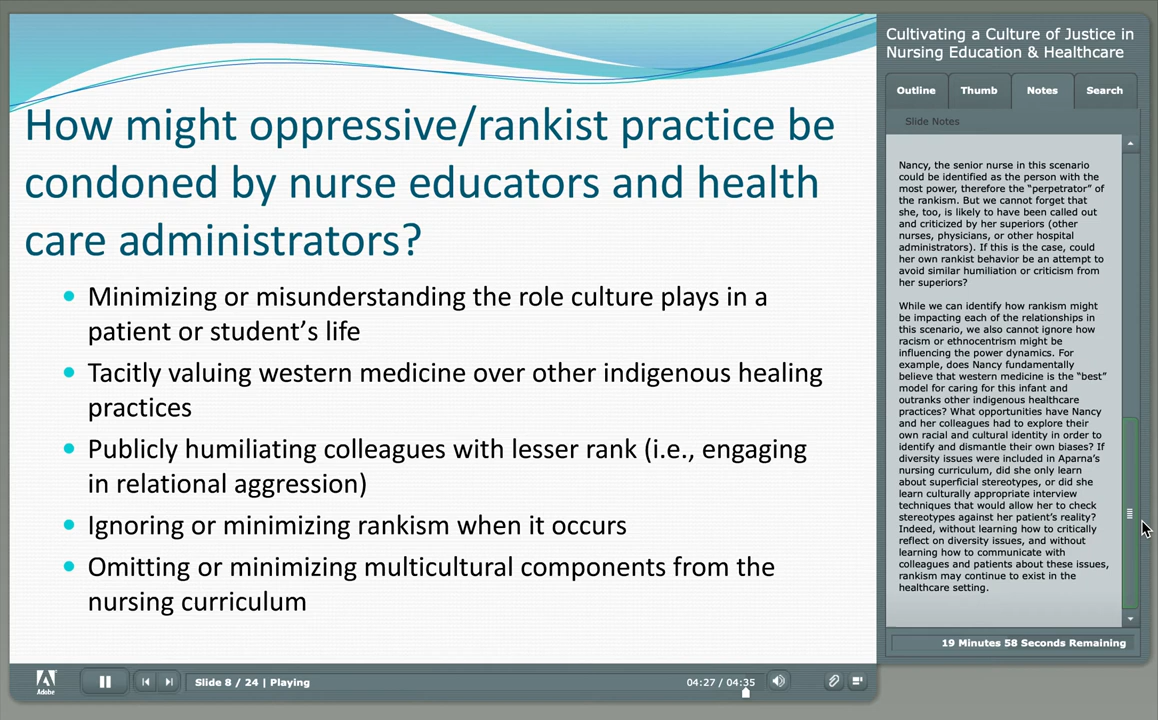 How might oppressive/rankist practice be
condoned by nurse educators and health
care administrators?
• Minimizing or misunderstanding the role culture plays in a
patient or student's life
• Tacitly valuing western medicine over other indigenous healing
practices
• Publicly humiliating colleagues with lesser rank (i.e., engaging
in relational aggression)
• Ignoring or minimizing rankism when it occurs
• Omitting or minimizing multicultural components from the
nursing curriculum
Adobe
Slide 8 / 24 | Playing
04:27 / 04:35
Cultivating a Culture of Justice in
Nursing Education & Healthcare
Outline
Thumb
Notes
Search
Slide Notes
Nancy, the senior nurse in this scenario
could be identified as the person with the
most power, therefore the “perpetrator” of
the rankism. But we cannot forget that
she, too, is likely to have been called out
and criticized by her superiors (other
nurses, physicians, or other hospital
administrators). If this is the case, could
her own rankist behavior be an attempt to
avoid similar humiliation or criticism from
her superiors?
While we can identify how rankism might
be impacting each of the relationships in
this scenario, we also cannot ignore how
racism or ethnocentrism might be
influencing the power dynamics. For
example, does Nancy fundamentally
believe that western medicine is the “best”
model for caring for this infant and
outranks other indigenous healthcare
practices? What opportunities have Nancy
and her colleagues had to explore their
own racial and cultural identity in order to
identify and dismantle their own biases? If
diversity issues were included in Aparna’s
nursing curriculum, did she only learn
about superficial stereotypes, or did she
learn culturally appropriate interview
techniques that would allow her to check
stereotypes against her patient’s reality?
Indeed, without learning how to critically
reflect on diversity issues, and without
learning how to communicate with
colleagues and patients about these issues,
rankism may continue to exist in the
healthcare setting.
19 Minutes 58 Seconds Remaining